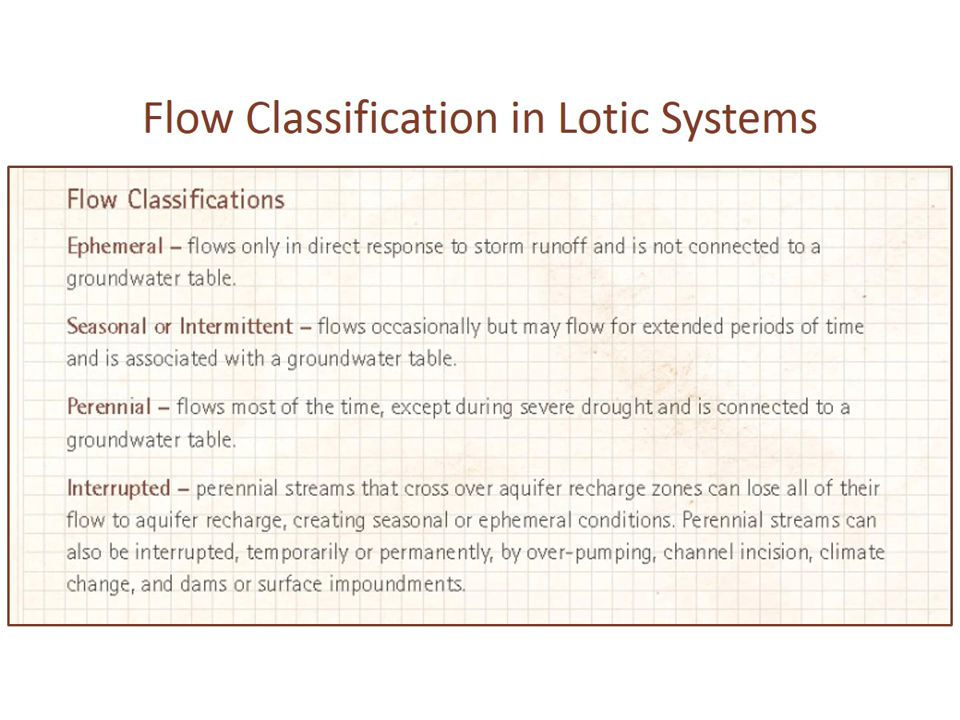 Flow Classification in Lotic Systems
Flow Classifications
Ephemeral – flows only in direct response to storm runoff and is not connected to a
groundwater table.
Seasonal or Intermittent – flows occasionally but may flow for extended periods of time
and is associated with a groundwater table.
Perennial – flows most of the time, except during severe drought and is connected to a
groundwater table.
Interrupted – perennial streams that cross over aquifer recharge zones can lose all of their
flow to aquifer recharge, creating seasonal or ephemeral conditions. Perennial streams can
also be interrupted, temporarily or permanently, by over-pumping, channel incision, climate
change, and dams or surface impoundments.